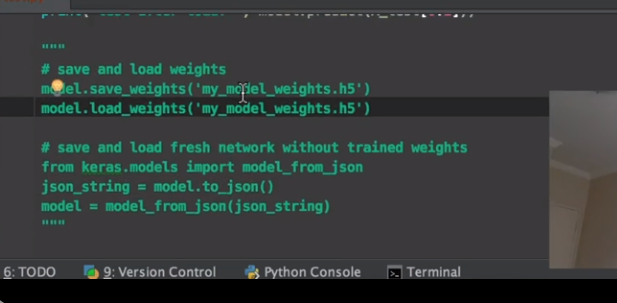 """
# save and load weights
model.save_weights('my_model_weights.h5')
model.load_weights('my_model_weights.h5')
# save and load fresh network without trained weights
from keras.models import model_from_json
json_string = model.to_json()
model = model_from_json(json_string)
"""
6: TODO 9: Version Control Python Console Terminal